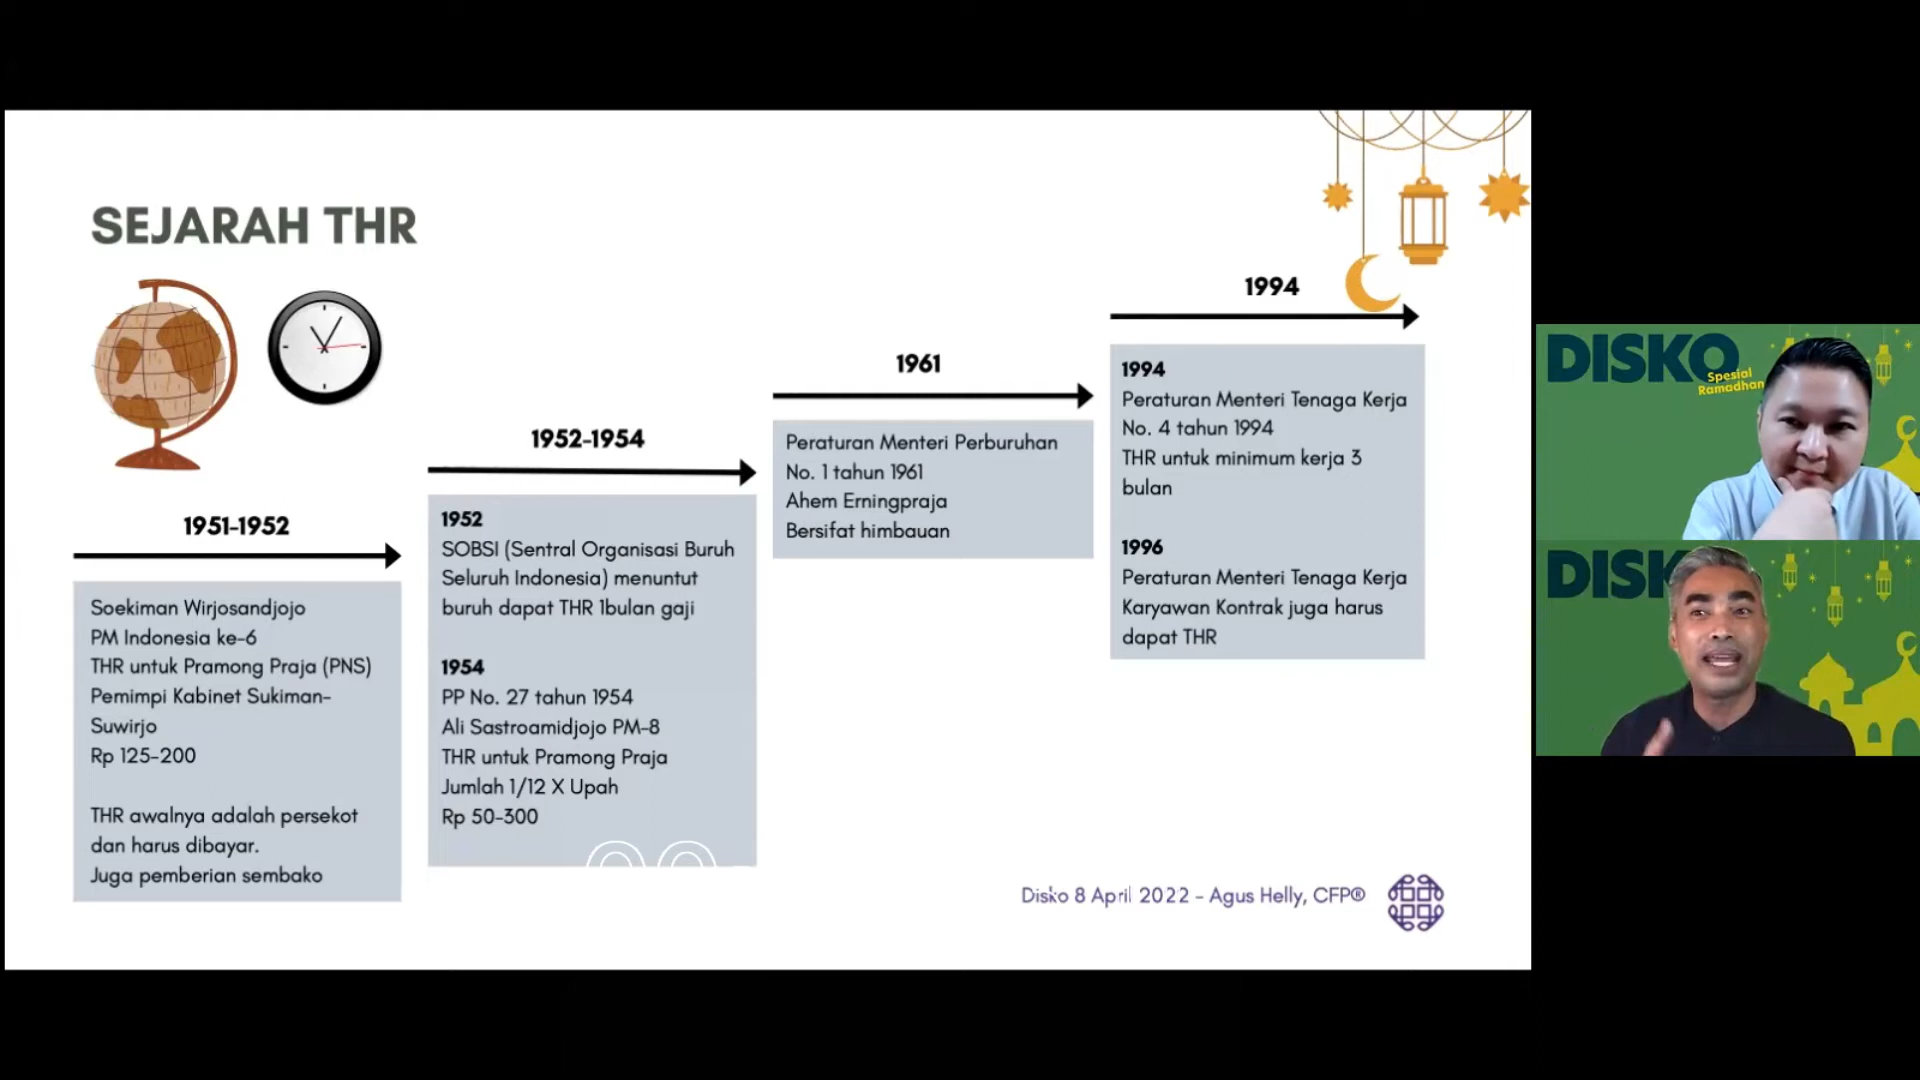 SEJARAH THR
1951-1952
Soekiman Wirjosandjojo
PM Indonesia ke-6
THR untuk Pramong Praja (PNS)
Pemimpi Kabinet Sukiman-
Suwirjo
Rp 125-200
THR awalnya adalah persekot
dan harus dibayar.
Juga pemberian sembako
1952-1954
1952
SOBSI (Sentral Organisasi Buruh
Seluruh Indonesia) menuntut
buruh dapat THR 1bulan gaji
1954
PP No. 27 tahun 1954
Ali Sastroamidjojo PM-8
THR untuk Pramong Praja
Jumlah 1/12 X Upah
Rp 50-300
1961
Peraturan Menteri Perburuhan
No. 1 tahun 1961
Ahem Erningpraja
Bersifat himbauan
1994
1994
Peraturan Menteri Tenaga Kerja
No. 4 tahun 1994
THR untuk minimum kerja 3
bulan
1996
Peraturan Menteri Tenaga Kerja
Karyawan Kontrak juga harus
dapat THR
Disko 8 April 2022 - Agus Helly, CFP®
DISKO
Spesial
Ramadhan
DISK